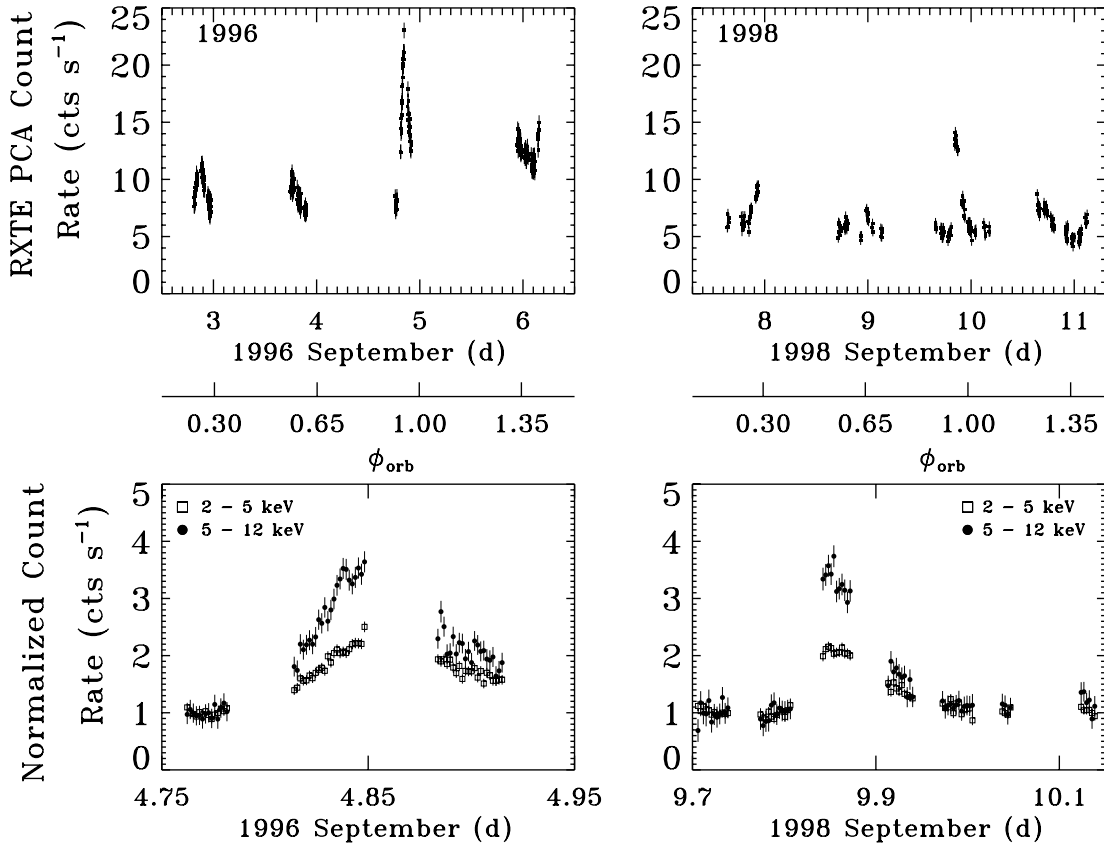 RXTE PCA Count
Rate (cts s⁻¹)
25
20
15
10
5
0
1996
3 4 5 6
1996 September (d)
25
20
15
10
5
0
1998
8 9 10 11
1998 September (d)
0.30 0.65 1.00 1.35
ϕorb
0.30 0.65 1.00 1.35
ϕorb
Normalized Count
Rate (cts s⁻¹)
5
4
3
2
1
0
2 – 5 keV
5 – 12 keV
4.75 4.85 4.95
1996 September (d)
5
4
3
2
1
0
2 – 5 keV
5 – 12 keV
9.7 9.9 10.1
1998 September (d)